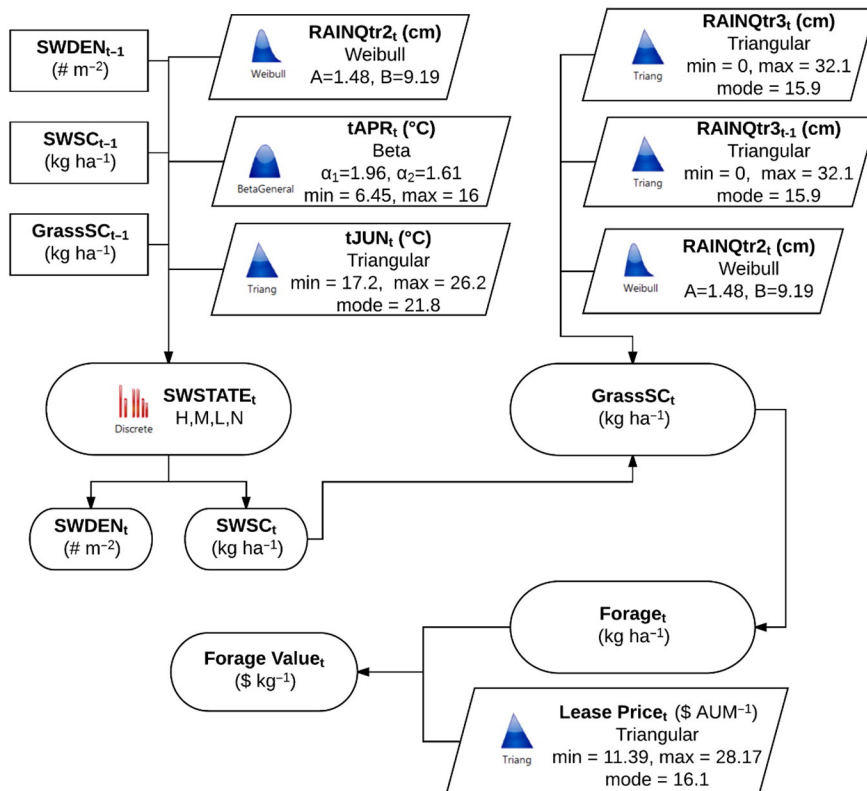 SWDENₜ₋₁
(# m⁻²)
SWSCₜ₋₁
(kg ha⁻¹)
GrassSCₜ₋₁
(kg ha⁻¹)
RAINQtr2ₜ (cm)
Weibull
Weibull
A=1.48, B=9.19
tAPRₜ (°C)
Beta
α₁=1.96, α₂=1.61
BetaGeneral
min = 6.45, max = 16
tJUNₜ (°C)
Triangular
min = 17.2, max = 26.2
Triang
mode = 21.8
RAINQtr3ₜ (cm)
Triangular
min = 0, max = 32.1
Triang
mode = 15.9
RAINQtr3ₜ₋₁ (cm)
Triangular
min = 0, max = 32.1
Triang
mode = 15.9
RAINQtr2ₜ (cm)
Weibull
Weibull
A=1.48, B=9.19
SWSTATEₜ
H,M,L,N
Discrete
GrassSCₜ
(kg ha⁻¹)
SWDENₜ
(# m⁻²)
SWSCₜ
(kg ha⁻¹)
Forageₜ
(kg ha⁻¹)
Forage Valueₜ
($ kg⁻¹)
Lease Priceₜ ($ AUM⁻¹)
Triangular
min = 11.39, max = 28.17
Triang
mode = 16.1